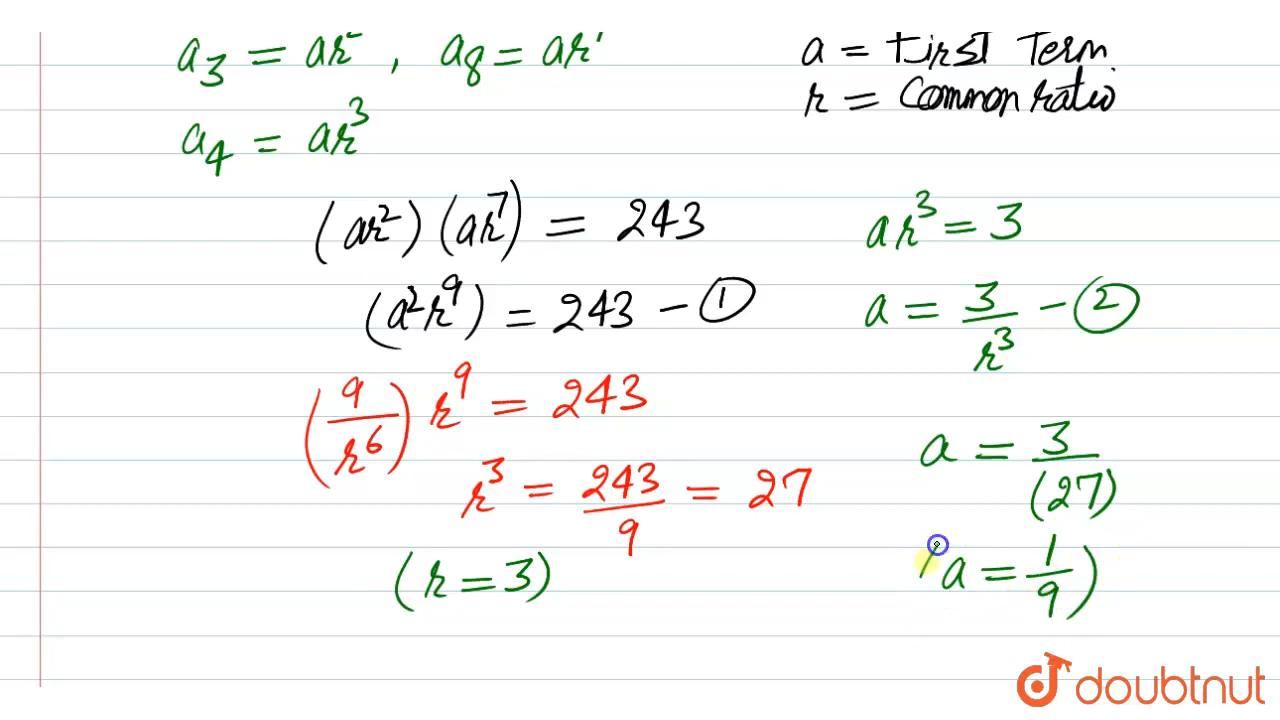 a₃ = ar² , a₈ = ar
a = First Term
r = Common ratio
a₄ = ar³
(ar²) (ar⁷) = 243
ar³ = 3
(a²r⁹) = 243 – ①
a = 3/r³ – ②
(9/r⁶) r⁹ = 243
a = 3/(27)
r³ = 243/9 = 27
(r = 3)
(a = 1/9)
doubtnut